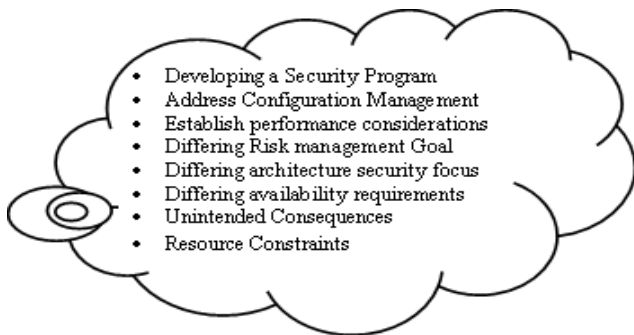 • Developing a Security Program
• Address Configuration Management
• Establish performance considerations
• Differing Risk management Goal
• Differing architecture security focus
• Differing availability requirements
• Unintended Consequences
• Resource Constraints